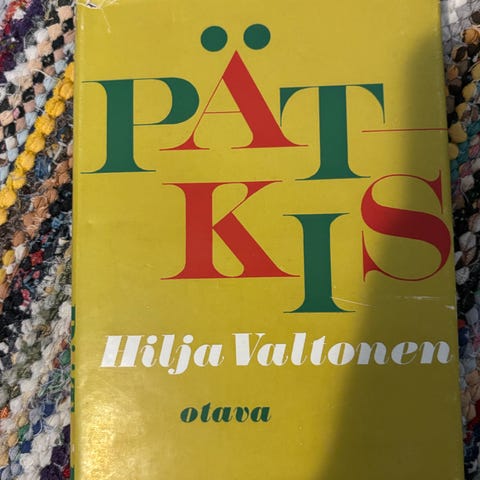 PÄT-
KIS
Hilja Valtonen
otava